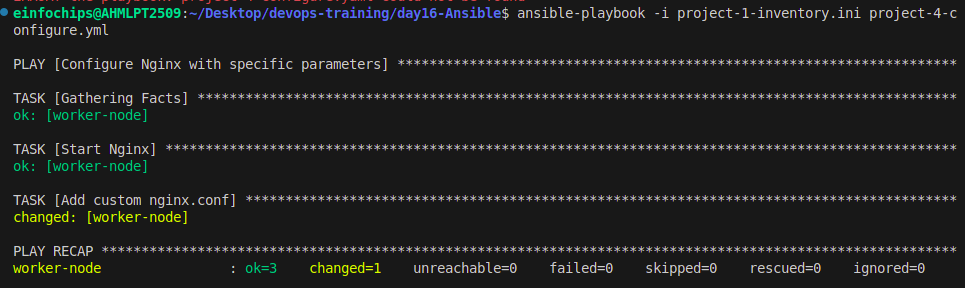 einfochips@AHMLPT2509:~/Desktop/devops-training/day16-Ansible$ ansible-playbook -i project-1-inventory.ini project-4-c
onfigure.yml
PLAY [Configure Nginx with specific parameters] **********************************************************************
TASK [Gathering Facts] ***********************************************************************************************
ok: [worker-node]
TASK [Start Nginx] ***************************************************************************************************
ok: [worker-node]
TASK [Add custom nginx.conf] *****************************************************************************************
changed: [worker-node]
PLAY RECAP ***********************************************************************************************************
worker-node                : ok=3    changed=1    unreachable=0    failed=0    skipped=0    rescued=0    ignored=0